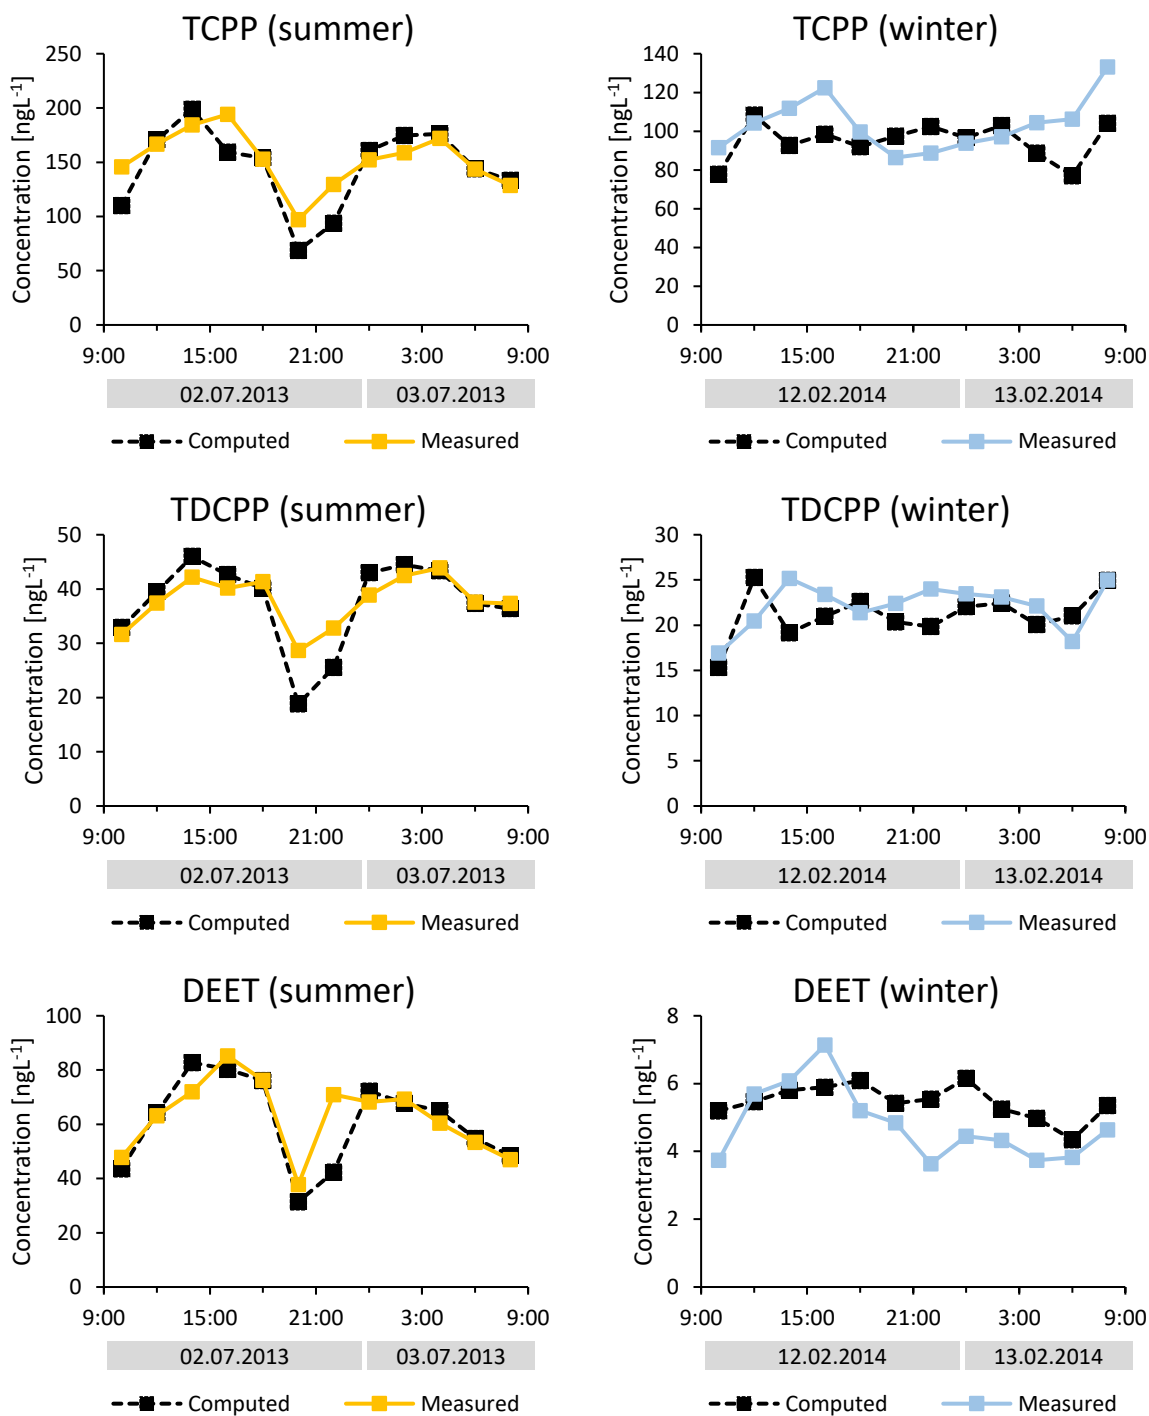 TCPP (summer)
Concentration [ngL-1]
250
200
150
100
50
0
9:00 15:00 21:00 3:00 9:00
02.07.2013 03.07.2013
Computed Measured
TCPP (winter)
Concentration [ngL-1]
140
120
100
80
60
40
20
0
9:00 15:00 21:00 3:00 9:00
12.02.2014 13.02.2014
Computed Measured
TDCPP (summer)
Concentration [ngL-1]
50
40
30
20
10
0
9:00 15:00 21:00 3:00 9:00
02.07.2013 03.07.2013
Computed Measured
TDCPP (winter)
Concentration [ngL-1]
30
25
20
15
10
5
0
9:00 15:00 21:00 3:00 9:00
12.02.2014 13.02.2014
Computed Measured
DEET (summer)
Concentration [ngL-1]
100
80
60
40
20
0
9:00 15:00 21:00 3:00 9:00
02.07.2013 03.07.2013
Computed Measured
DEET (winter)
Concentration [ngL-1]
8
6
4
2
0
9:00 15:00 21:00 3:00 9:00
12.02.2014 13.02.2014
Computed Measured